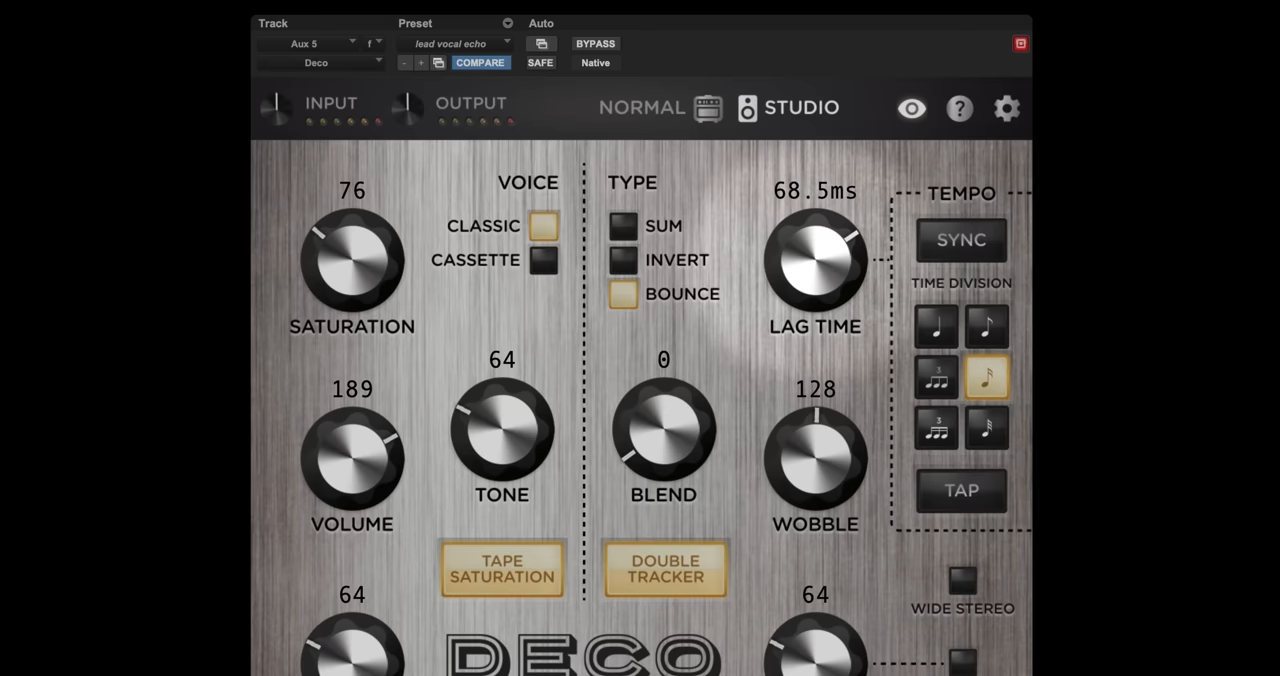 Track Preset Auto
Aux 5 f lead vocal echo BYPASS
Deco - + COMPARE SAFE Native
INPUT OUTPUT NORMAL STUDIO ?
VOICE TYPE TEMPO
76 68.5ms
CLASSIC SUM SYNC
CASSETTE INVERT
BOUNCE TIME DIVISION
SATURATION LAG TIME
64 0 3
189 128
3
TONE BLEND TAP
VOLUME WOBBLE
TAPE SATURATION
DOUBLE TRACKER
64 64 WIDE STEREO
DECO